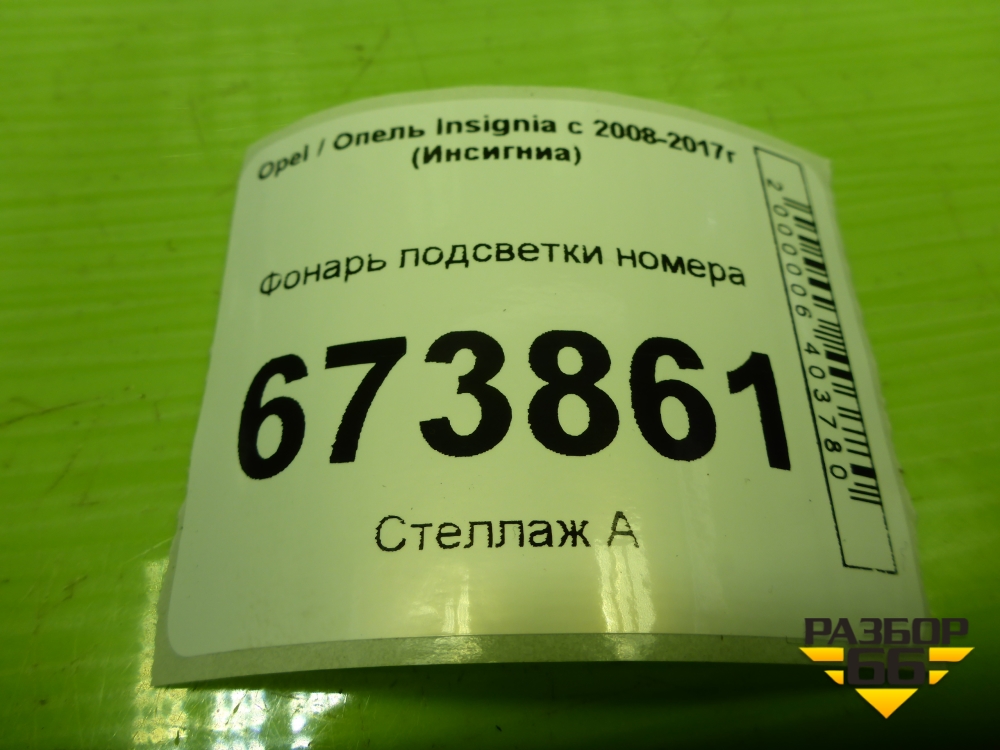 Opel / Опель Insignia с 2008-2017г
(Инсигниа)
Фонарь подсветки номера
673861
Стеллаж А
2000006403780
РАЗБОР
66